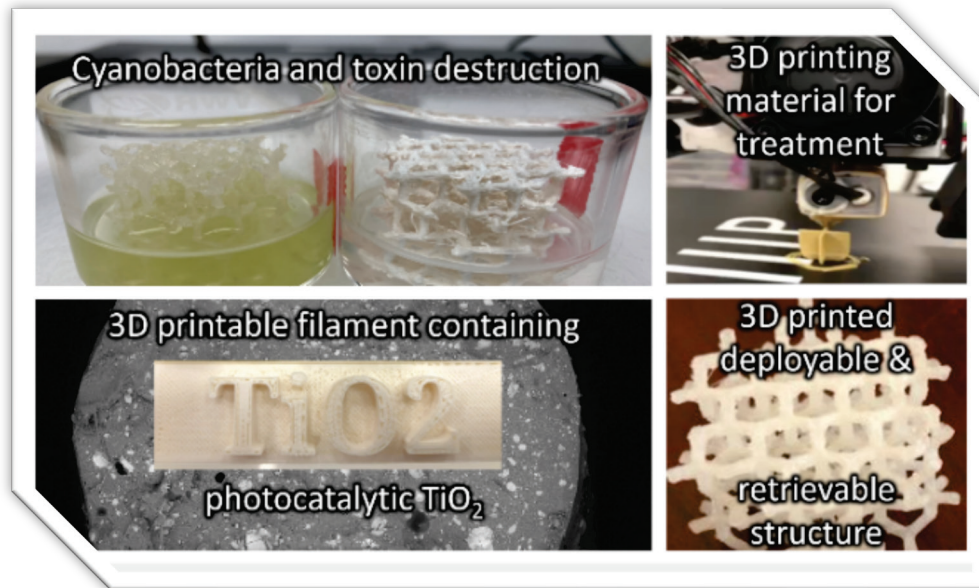 Cyanobacteria and toxin destruction
3D printing
material for
treatment
3D printable filament containing
TiO2
photocatalytic TiO₂
3D printed
deployable &
retrievable
structure